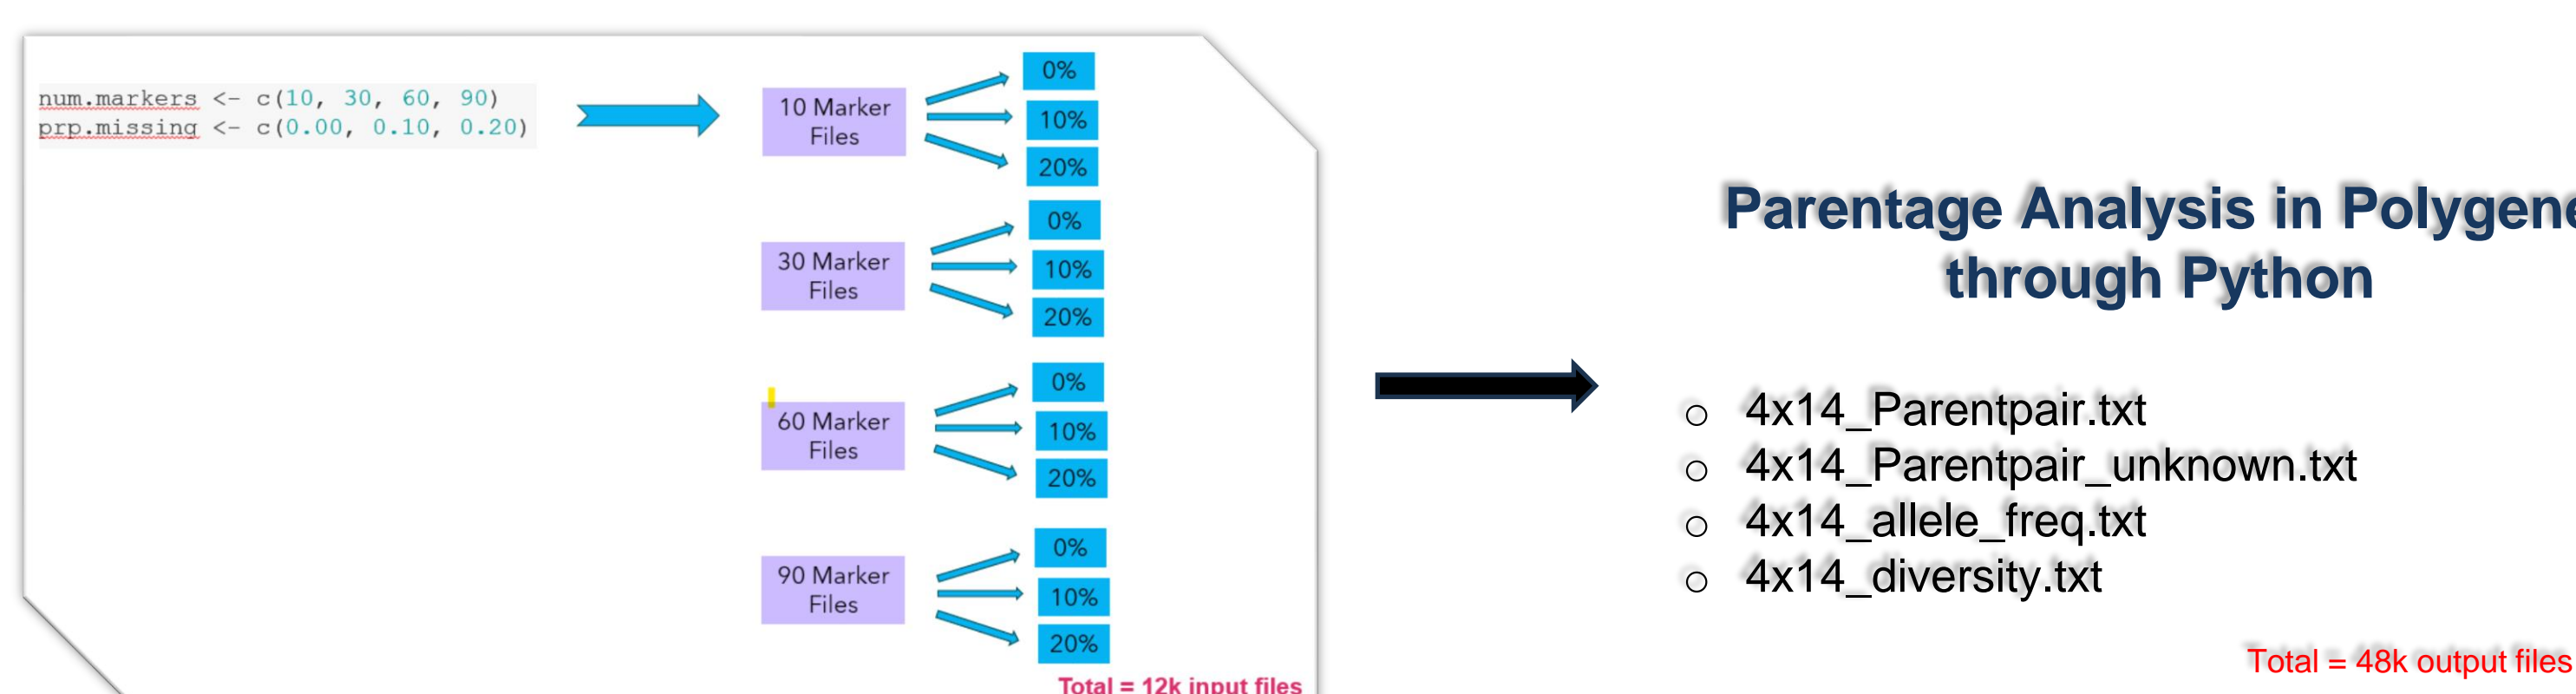 num.markers <- c(10, 30, 60, 90)
prp.missing <- c(0.00, 0.10, 0.20)
10 Marker
Files
0%
10%
20%
30 Marker
Files
0%
10%
20%
60 Marker
Files
0%
10%
20%
90 Marker
Files
0%
10%
20%
Total = 12k input files
Parentage Analysis in Polygene
through Python
4x14_Parentpair.txt
4x14_Parentpair_unknown.txt
4x14_allele_freq.txt
4x14_diversity.txt
Total = 48k output files